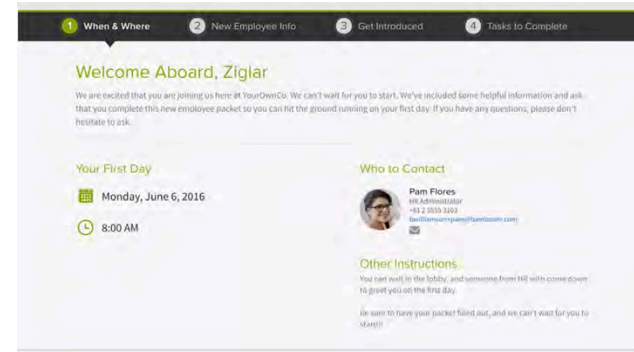 1 When & Where 2 New Employee Info 3 Get Introduced 4 Tasks to Complete
Welcome Aboard, Ziglar
We are excited that you are joining us here at YourOwnCo. We can't wait for you to start. We've included some helpful information and ask
that you complete this new employee packet so you can hit the ground running on your first day. If you have any questions, please don't
hesitate to ask.
Your First Day
Monday, June 6, 2016
8:00 AM
Who to Contact
Pam Flores
HR Administrator
+61 2 5555 3103
Other Instructions
You can wait in the lobby, and someone from HR with come down
to greet you on the first day.
Be sure to have your packet filled out, and we can't wait for you to
start!!